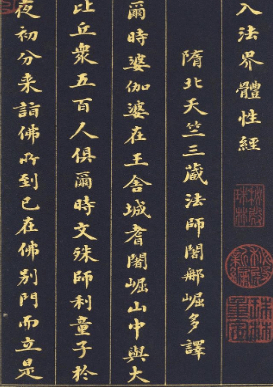 入法界體性經
隋北天竺三藏法師闍那崛多譯
爾時婆伽婆在王舍城耆闍崛山中與大
比丘衆五百人俱爾時文殊師利童子於
夜初分来詣佛所到已在佛別門而立是